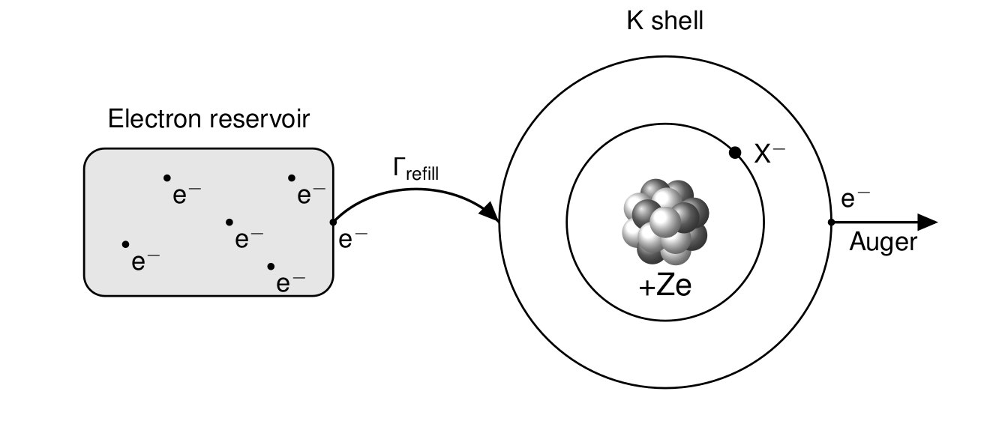 K shell
Electron reservoir
Γrefill
X⁻
e⁻
e⁻
e⁻
e⁻
e⁻
e⁻
e⁻
Auger
+Ze